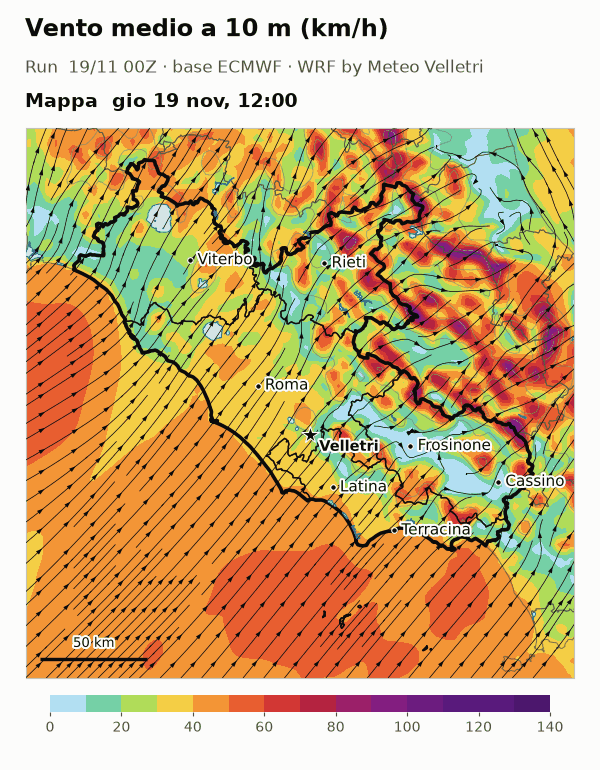 Vento medio a 10 m (km/h)
Run  19/11 00Z · base ECMWF · WRF by Meteo Velletri
Mappa  gio 19 nov, 12:00
Viterbo
Rieti
Roma
Velletri
Frosinone
Cassino
Latina
Terracina
50 km
0 20 40 60 80 100 120 140